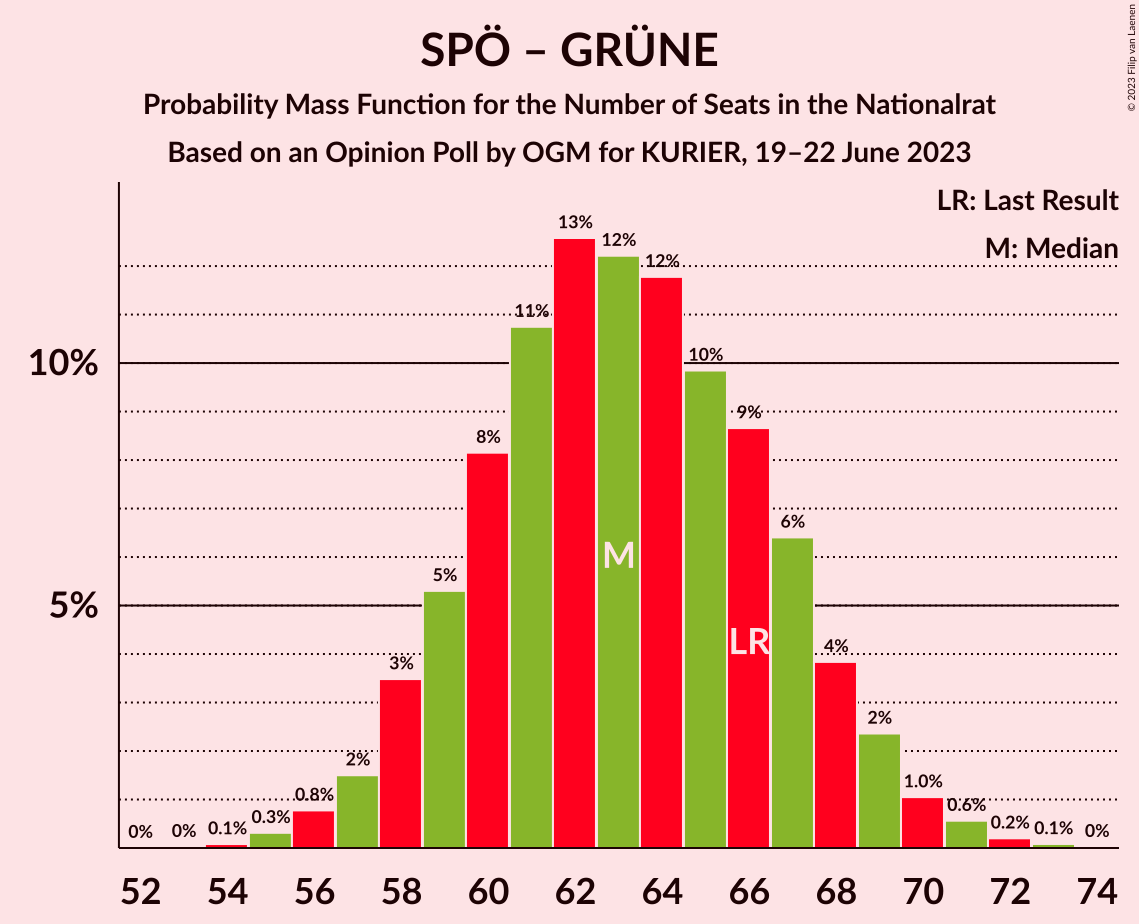 SPÖ – GRÜNE
Probability Mass Function for the Number of Seats in the Nationalrat
Based on an Opinion Poll by OGM for KURIER, 19–22 June 2023
© 2023 Filip van Laenen
LR: Last Result
M: Median
10%
5%
0%
0%
0.1%
0.3%
0.8%
2%
3%
5%
8%
11%
13%
12%
12%
10%
9%
6%
4%
2%
1.0%
0.6%
0.2%
0.1%
0%
M
LR
52 54 56 58 60 62 64 66 68 70 72 74